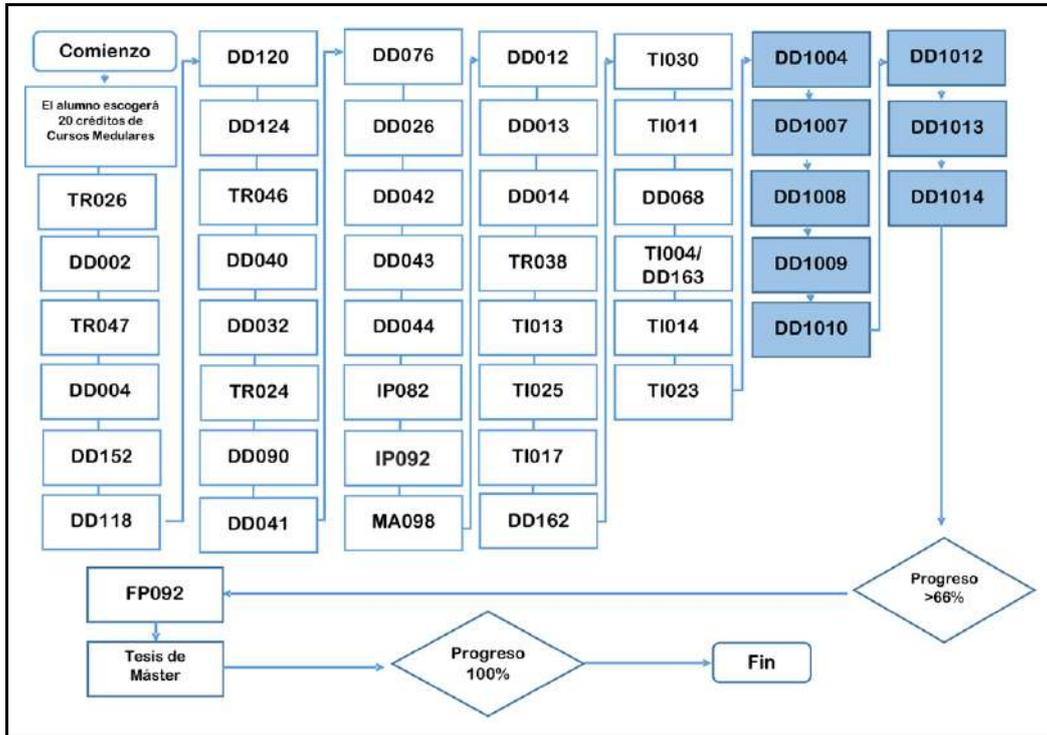 Comienzo
El alumno escogerá
20 créditos de
Cursos Medulares
TR026
DD002
TR047
DD004
DD152
DD118
DD120
DD124
TR046
DD040
DD032
TR024
DD090
DD041
DD076
DD026
DD042
DD043
DD044
IP082
IP092
MA098
DD012
DD013
DD014
TR038
TI013
TI025
TI017
DD162
TI030
TI011
DD068
TI004/
DD163
TI014
TI023
DD1004
DD1007
DD1008
DD1009
DD1010
DD1012
DD1013
DD1014
Progreso
>66%
FP092
Tesis de
Máster
Progreso
100%
Fin